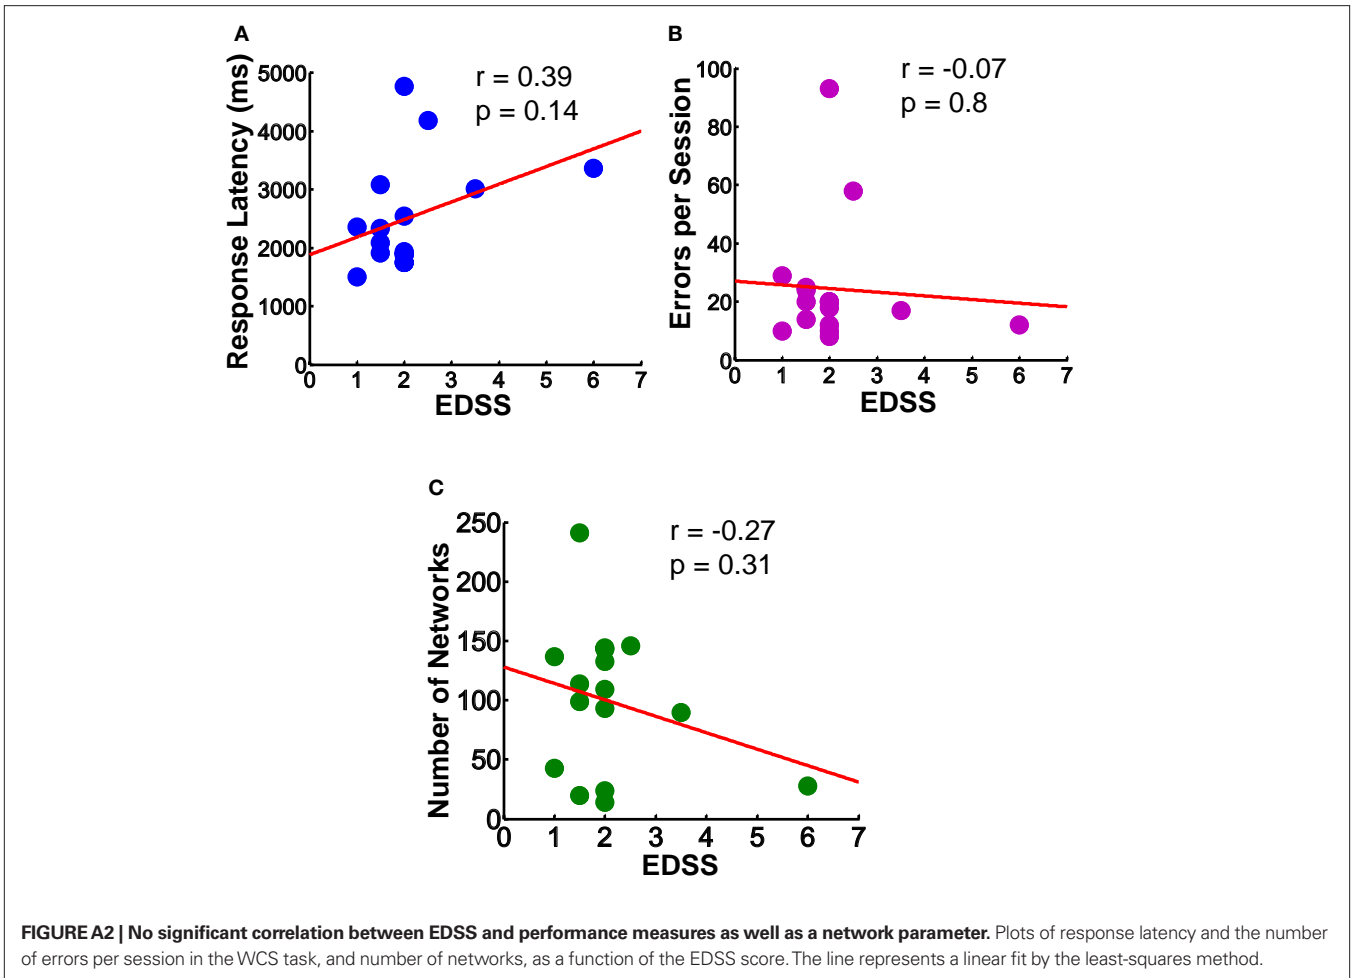 A
Response Latency (ms)
5000
4000
3000
2000
1000
0
r = 0.39
p = 0.14
0 1 2 3 4 5 6 7
EDSS
B
Errors per Session
100
80
60
40
20
0
r = -0.07
p = 0.8
0 1 2 3 4 5 6 7
EDSS
C
Number of Networks
250
200
150
100
50
0
r = -0.27
p = 0.31
0 1 2 3 4 5 6 7
EDSS
FIGURE A2 | No significant correlation between EDSS and performance measures as well as a network parameter. Plots of response latency and the number
of errors per session in the WCS task, and number of networks, as a function of the EDSS score. The line represents a linear fit by the least-squares method.